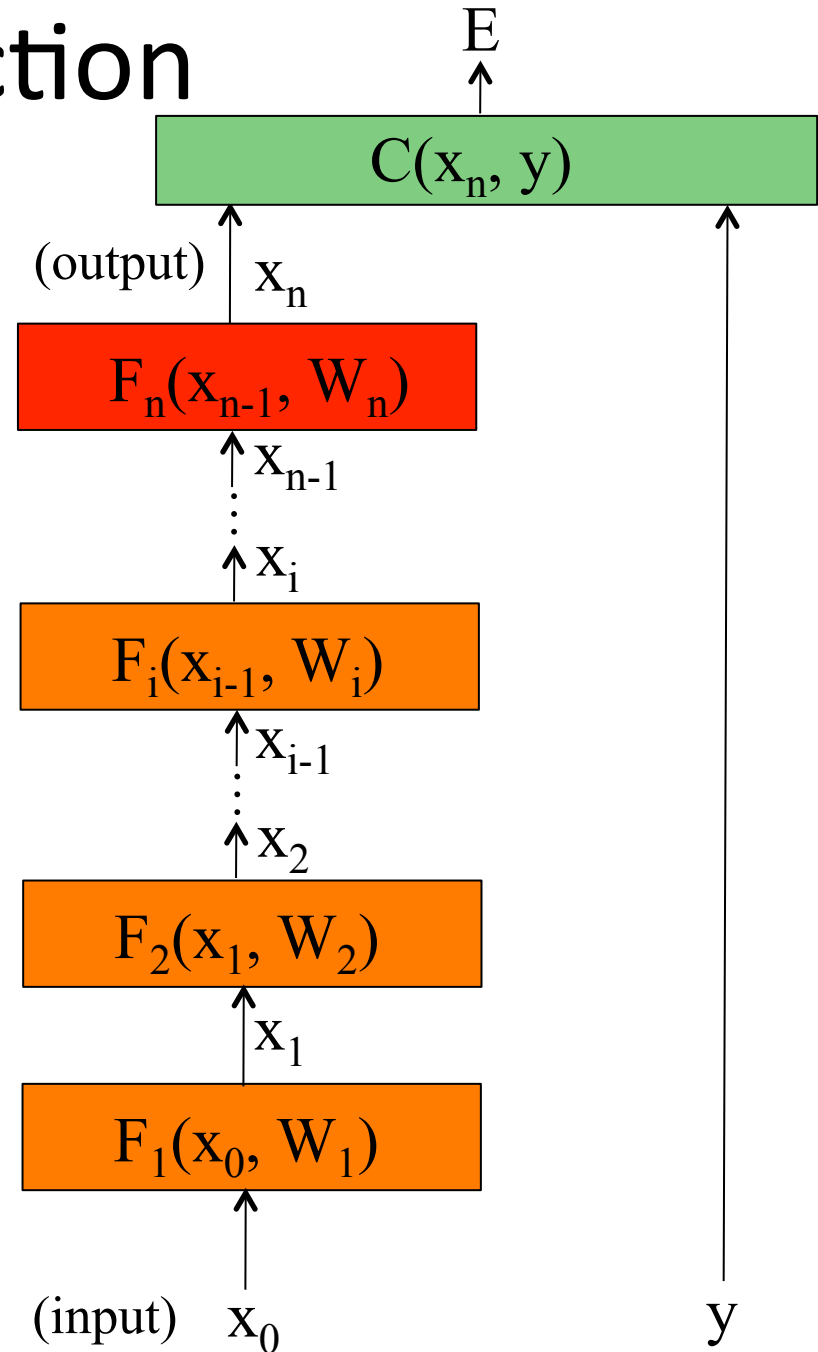 ction
E
C(xₙ, y)
(output) xₙ
Fₙ(xₙ₋₁, Wₙ)
xₙ₋₁
⋮
xᵢ
Fᵢ(xᵢ₋₁, Wᵢ)
xᵢ₋₁
⋮
x₂
F₂(x₁, W₂)
x₁
F₁(x₀, W₁)
(input) x₀ y